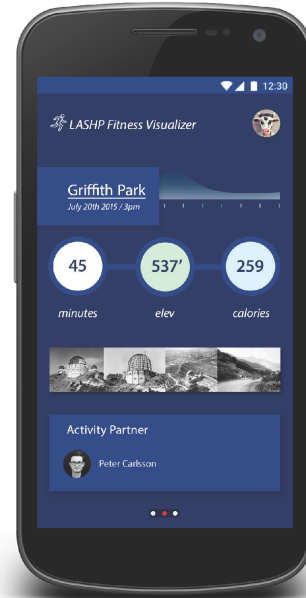 12:30
LASHP Fitness Visualizer
Griffith Park
July 20th 2015 / 3pm
45 537' 259
minutes elev calories
Activity Partner
Peter Carlsson